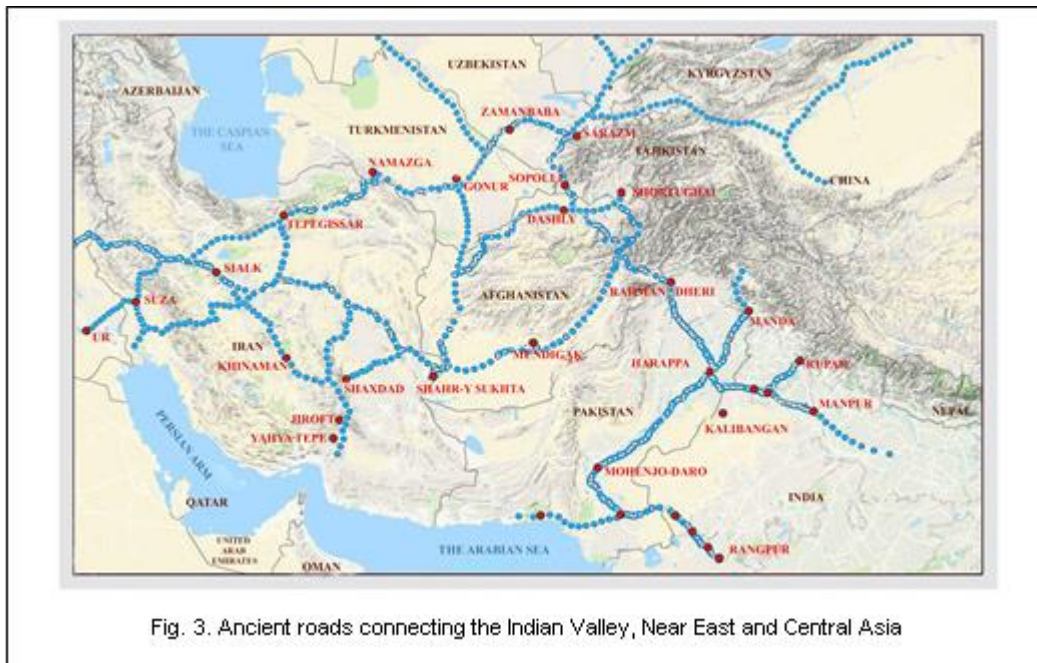 UZBEKISTAN
KYRGYZSTAN
AZERBAIJAN
ZAMANBABA
THE CASPIAN
SEA
TURKMENISTAN
SARAZM
TAJIKISTAN
NAMAZGA
GONUR
SOPOLLI
SHORTUGHAI
CHINA
TEPEGISSAR
DASHLY
SIALK
SUZA
AFGHANISTAN
RAHMAN DHERI
UR
MANDA
IRAN
KHINAMAN
MENDIGAK
HARAPPA
RUPAR
SHAXDAD
SHAHR-Y SUKHTA
JIROFT
PAKISTAN
MANPUR
NEPAL
YAHYA-TEPE
KALIBANGAN
PERSIAN ARM
MOHENJO-DARO
QATAR
INDIA
UNITED
ARAB
EMIRATES
THE ARABIAN SEA
RANGPUR
OMAN
Fig. 3. Ancient roads connecting the Indian Valley, Near East and Central Asia